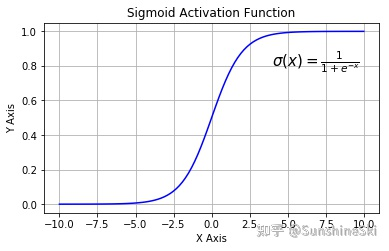 Sigmoid Activation Function
1.0
0.8
0.6
0.4
0.2
0.0
Y Axis
σ(x) = 1/(1+e^{-x})
−10.0 −7.5 −5.0 −2.5 0.0 2.5 5.0 7.5 10.0
X Axis
知乎 @Sunshine3kl